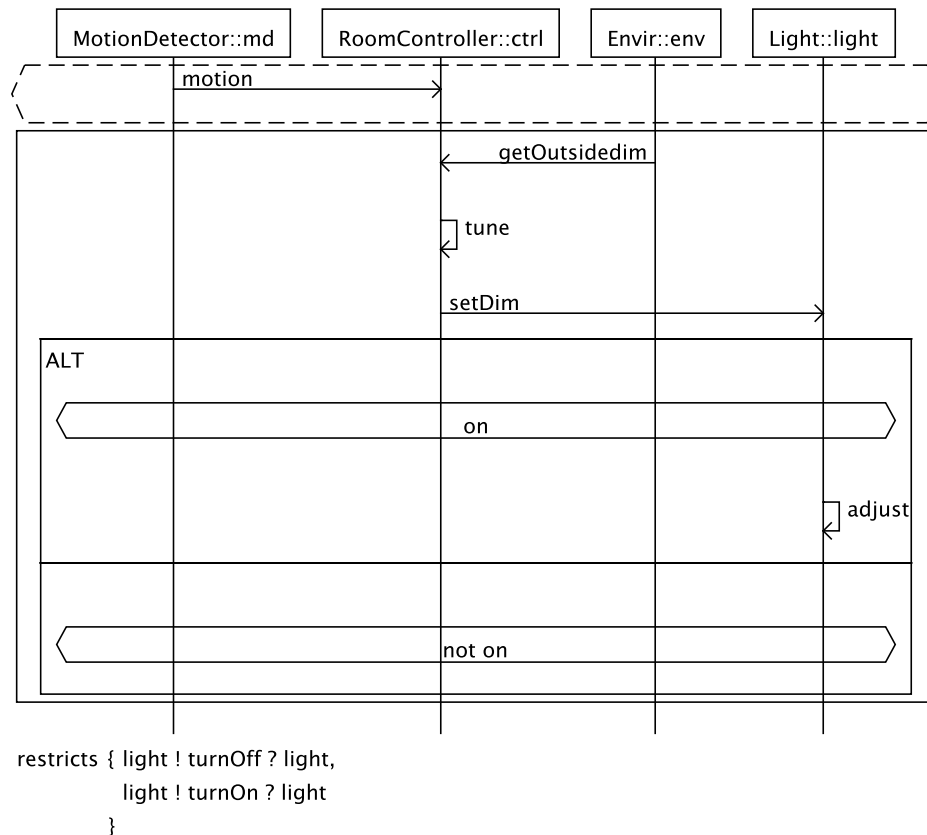 MotionDetector::md RoomController::ctrl Envir::env Light::light
motion
getOutsidedim
tune
setDim
ALT
on
adjust
not on
restricts { light ! turnOff ? light,
light ! turnOn ? light
}